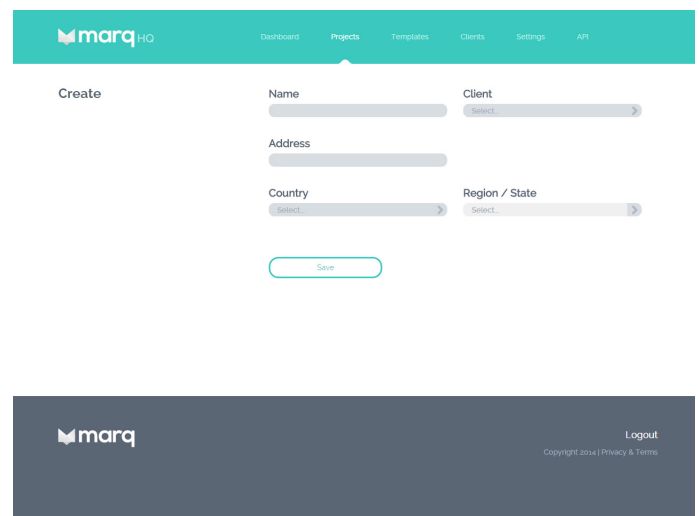 marq HQ
Dashboard Projects Templates Clients Settings API
Create
Name Client
Select...
Address
Country Region / State
Select... Select...
Save
marq
Logout
Copyright 2014 | Privacy & Terms